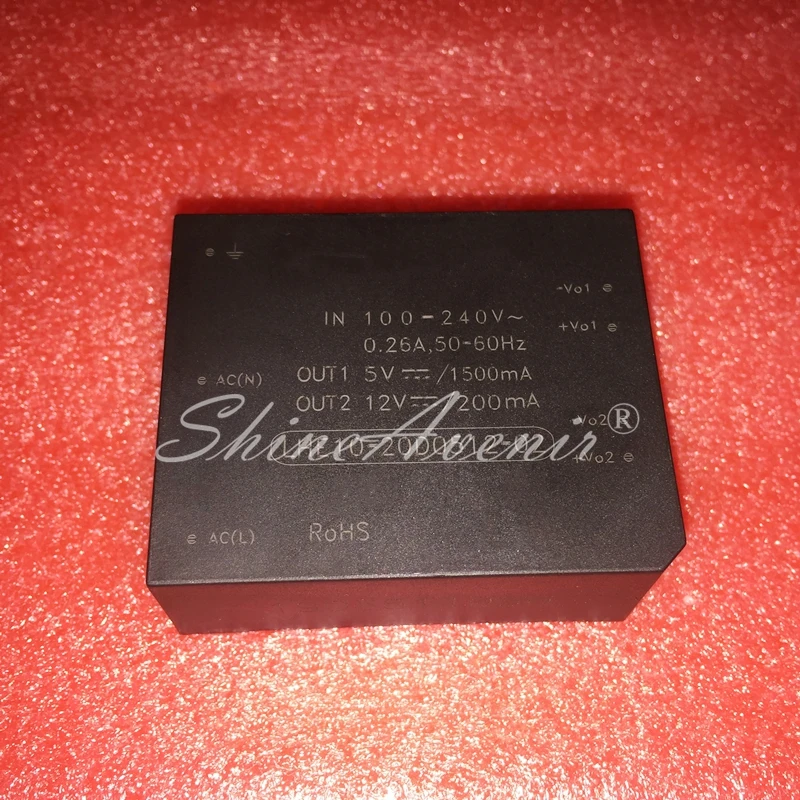 -Vo1
IN 100-240V~
+Vo1
0.26A,50-60Hz
AC(N)
OUT1 5V⎓/1500mA
OUT2 12V⎓/200mA
-Vo2
ShineAvenir®
+Vo2
AC(L)
RoHS